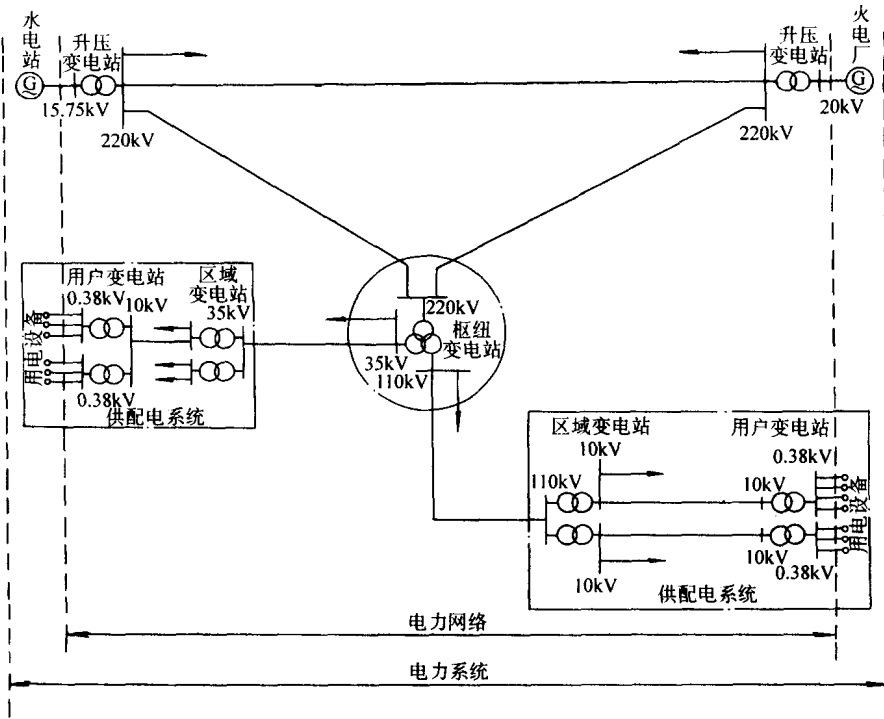 水电站
升压
变电站
G
15.75kV
220kV
火电厂
升压
变电站
G
20kV
220kV
220kV
枢纽
变电站
35kV
110kV
用户变电站
0.38kV
10kV
区域
变电站
35kV
用电设备
0.38kV
供配电系统
区域变电站
10kV
110kV
10kV
用户变电站
0.38kV
10kV
10kV
0.38kV
用电设备
供配电系统
电力网络
电力系统